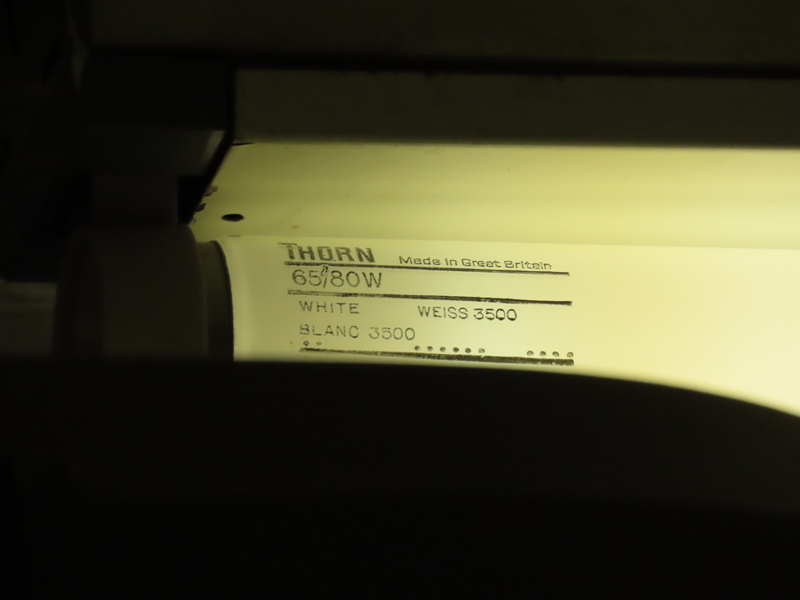 THORN Made in Great Britain
65/80W
WHITE WEISS 3500
BLANC 3500